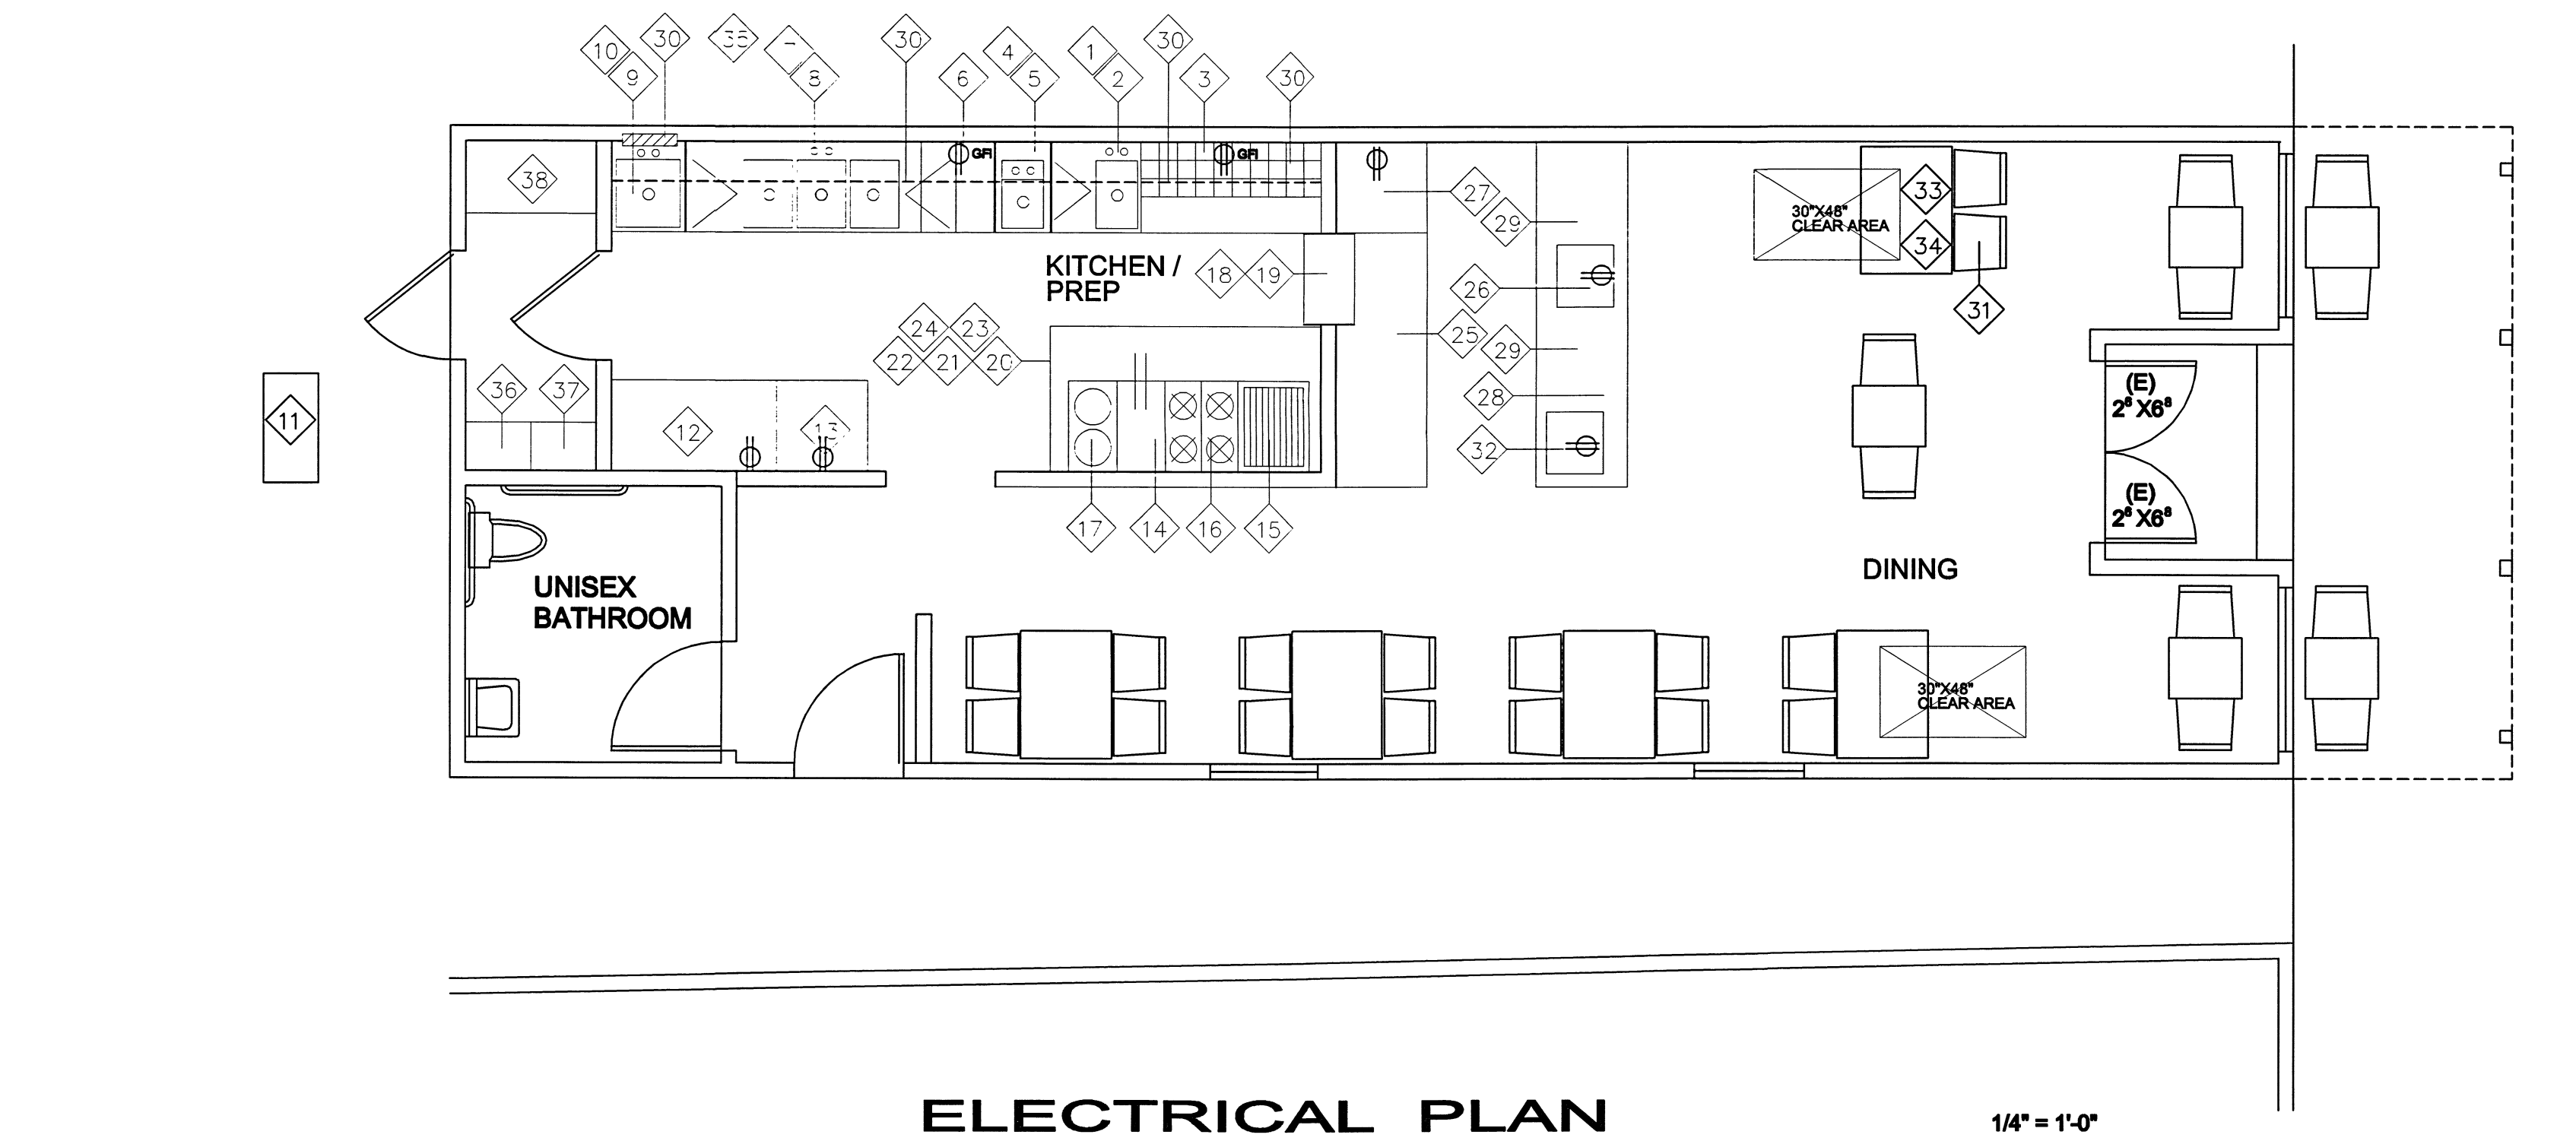 10 30 35 7 30 4 1 30
9 8 6 5 2 3 30
GFI GFI
38
27
29
33
30"X48"
CLEAR AREA
34
KITCHEN /
PREP
18 19
26
31
24 23
22 21 20
25
29
36 37
28
(E)
2⁶ X6⁸
11
12 13
32
17 14 16 15
(E)
2⁶ X6⁸
DINING
UNISEX
BATHROOM
30"X48"
CLEAR AREA
ELECTRICAL PLAN
1/4" = 1'-0"